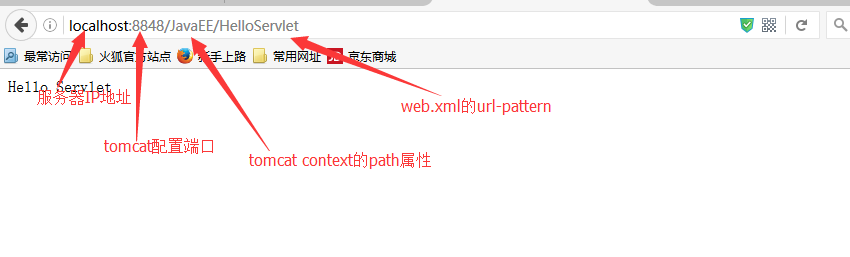 localhost:8848/JavaEE/HelloServlet
最常访问 火狐官方站点 新手上路 常用网址 JD 京东商城
Hello Servlet
服务器IP地址
web.xml的url-pattern
tomcat配置端口
tomcat context的path属性